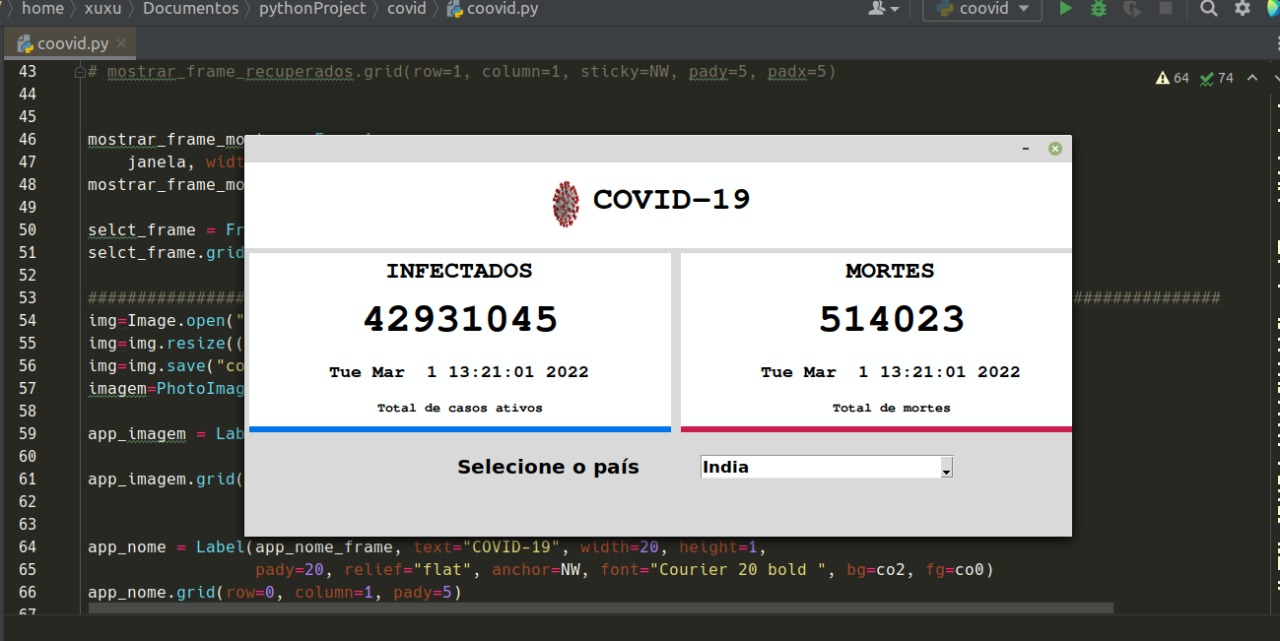 home xuxu Documentos pythonProject covid coovid.py coovid
coovid.py
43 # mostrar_frame_recuperados.grid(row=1, column=1, sticky=NW, pady=5, padx=5)
64 74
44
45
46 mostrar_frame_mo
47 janela, widt
48 mostrar_frame_mo
49
50 selct_frame = Fr
51 selct_frame.grid
52
53 ################
54 img=Image.open("
55 img=img.resize((
56 img=img.save("co
57 imagem=PhotoImag
58
59 app_imagem = Lab
60
61 app_imagem.grid(
62
63
64 app_nome = Label(app_nome_frame, text="COVID-19", width=20, height=1,
65 pady=20, relief="flat", anchor=NW, font="Courier 20 bold ", bg=co2, fg=co0)
66 app_nome.grid(row=0, column=1, pady=5)
67
COVID-19
INFECTADOS
42931045
Tue Mar  1 13:21:01 2022
Total de casos ativos
MORTES
514023
Tue Mar  1 13:21:01 2022
Total de mortes
Selecione o país
India